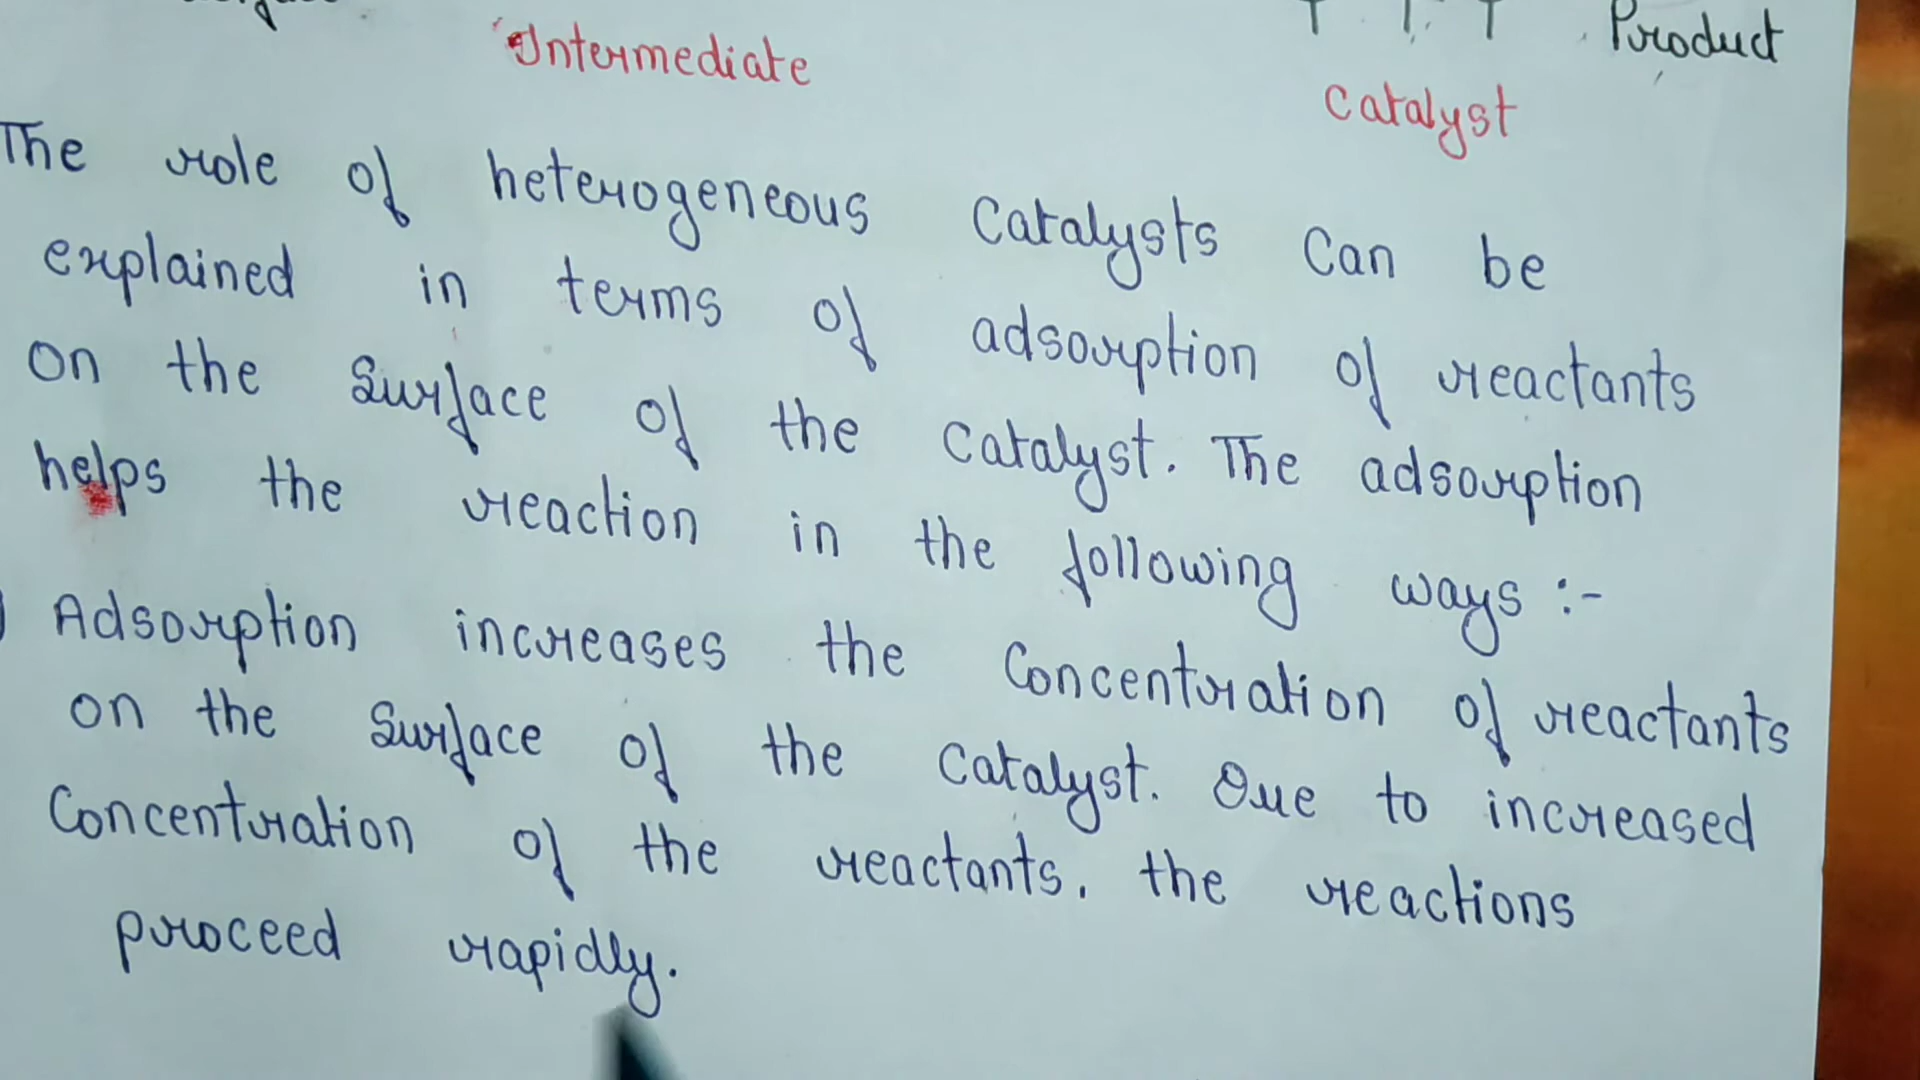 Intermediate
Product
Catalyst
The role of heterogeneous Catalysts Can be
explained in terms of adsorption of reactants
on the Surface of the Catalyst. The adsorption
helps the reaction in the following ways :-
Adsorption increases the Concentration of reactants
on the Surface of the Catalyst. Due to increased
Concentration of the reactants, the reactions
proceed rapidly.